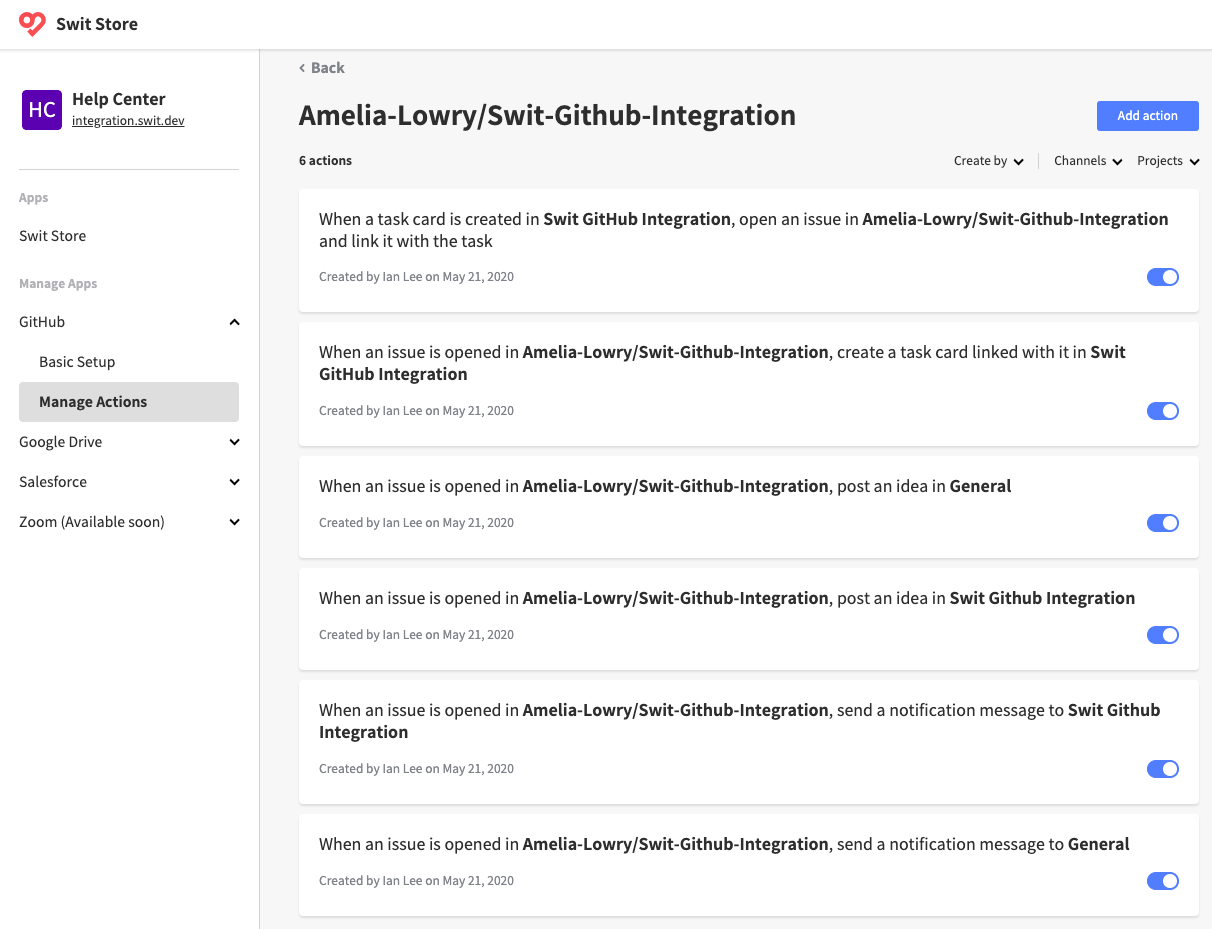 Swit Store
HC
Help Center
integration.swit.dev
Apps
Swit Store
Manage Apps
GitHub
Basic Setup
Manage Actions
Google Drive
Salesforce
Zoom (Available soon)
Back
Amelia-Lowry/Swit-Github-Integration
Add action
6 actions
Create by
Channels
Projects
When a task card is created in Swit GitHub Integration, open an issue in Amelia-Lowry/Swit-Github-Integration
and link it with the task
Created by Ian Lee on May 21, 2020
When an issue is opened in Amelia-Lowry/Swit-Github-Integration, create a task card linked with it in Swit
GitHub Integration
Created by Ian Lee on May 21, 2020
When an issue is opened in Amelia-Lowry/Swit-Github-Integration, post an idea in General
Created by Ian Lee on May 21, 2020
When an issue is opened in Amelia-Lowry/Swit-Github-Integration, post an idea in Swit Github Integration
Created by Ian Lee on May 21, 2020
When an issue is opened in Amelia-Lowry/Swit-Github-Integration, send a notification message to Swit Github
Integration
Created by Ian Lee on May 21, 2020
When an issue is opened in Amelia-Lowry/Swit-Github-Integration, send a notification message to General
Created by Ian Lee on May 21, 2020